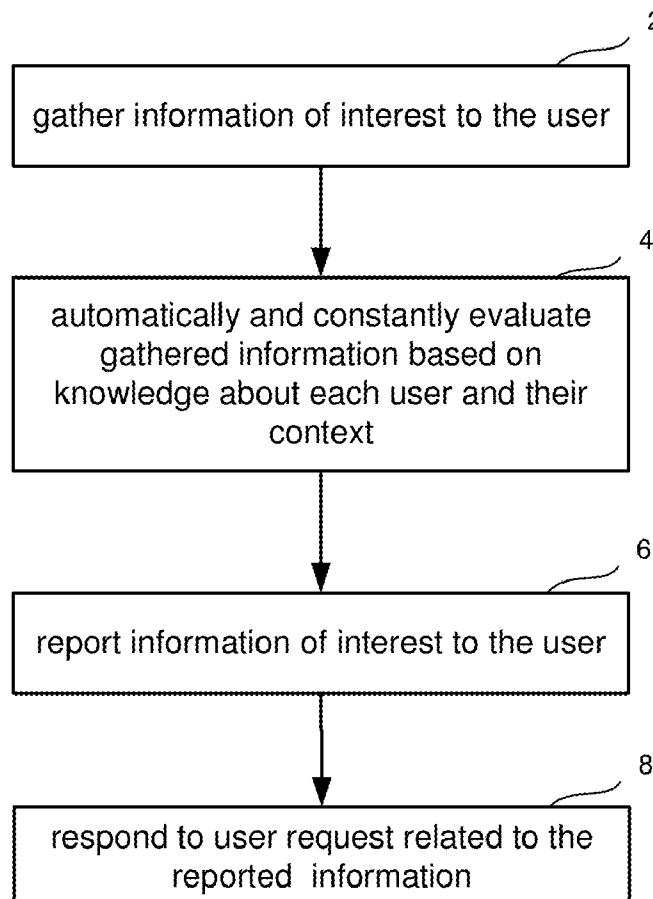 2
gather information of interest to the user
4
automatically and constantly evaluate
gathered information based on
knowledge about each user and their
context
6
report information of interest to the user
8
respond to user request related to the
reported information